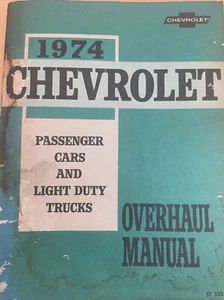 CHEVROLET
1974
CHEVROLET
PASSENGER
CARS
AND
LIGHT DUTY
TRUCKS
OVERHAUL
MANUAL